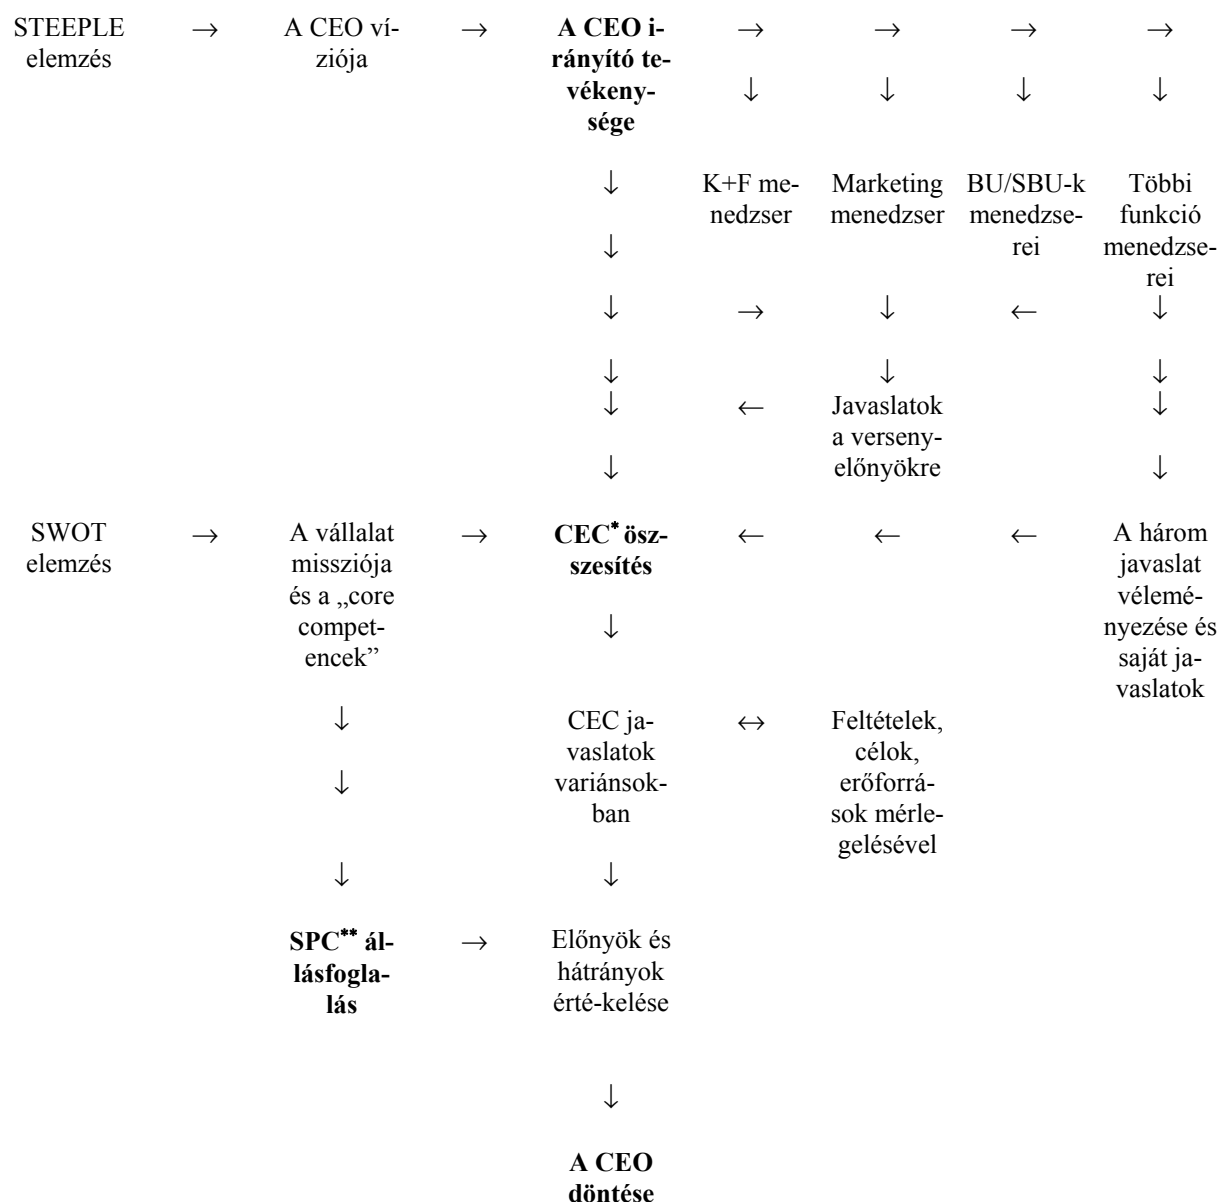 STEEPLE → A CEO ví- → A CEO i- → → → →
elemzés ziója rányító te-
vékeny- ↓ ↓ ↓ ↓
sége
↓ K+F me- Marketing BU/SBU-k Többi
nedzser menedzser menedzse- funkció
↓ rei menedzse-
rei
↓ → ↓ ← ↓
↓ ↓ ↓
↓ ← Javaslatok ↓
a verseny-
↓ előnyökre ↓
SWOT → A vállalat → CEC* ösz- ← ← ← A három
elemzés missziója szesítés javaslat
és a „core vélemé-
compet- ↓ nyezése és
encek” saját ja-
vaslatok
↓ CEC ja- ↔ Feltételek,
vaslatok célok,
↓ variánsok- erőforrá-
ban sok mérle-
gelésével
↓ ↓
SPC** ál- → Előnyök és
lásfogla- hátrányok
lás érté-kelése
↓
A CEO
döntése